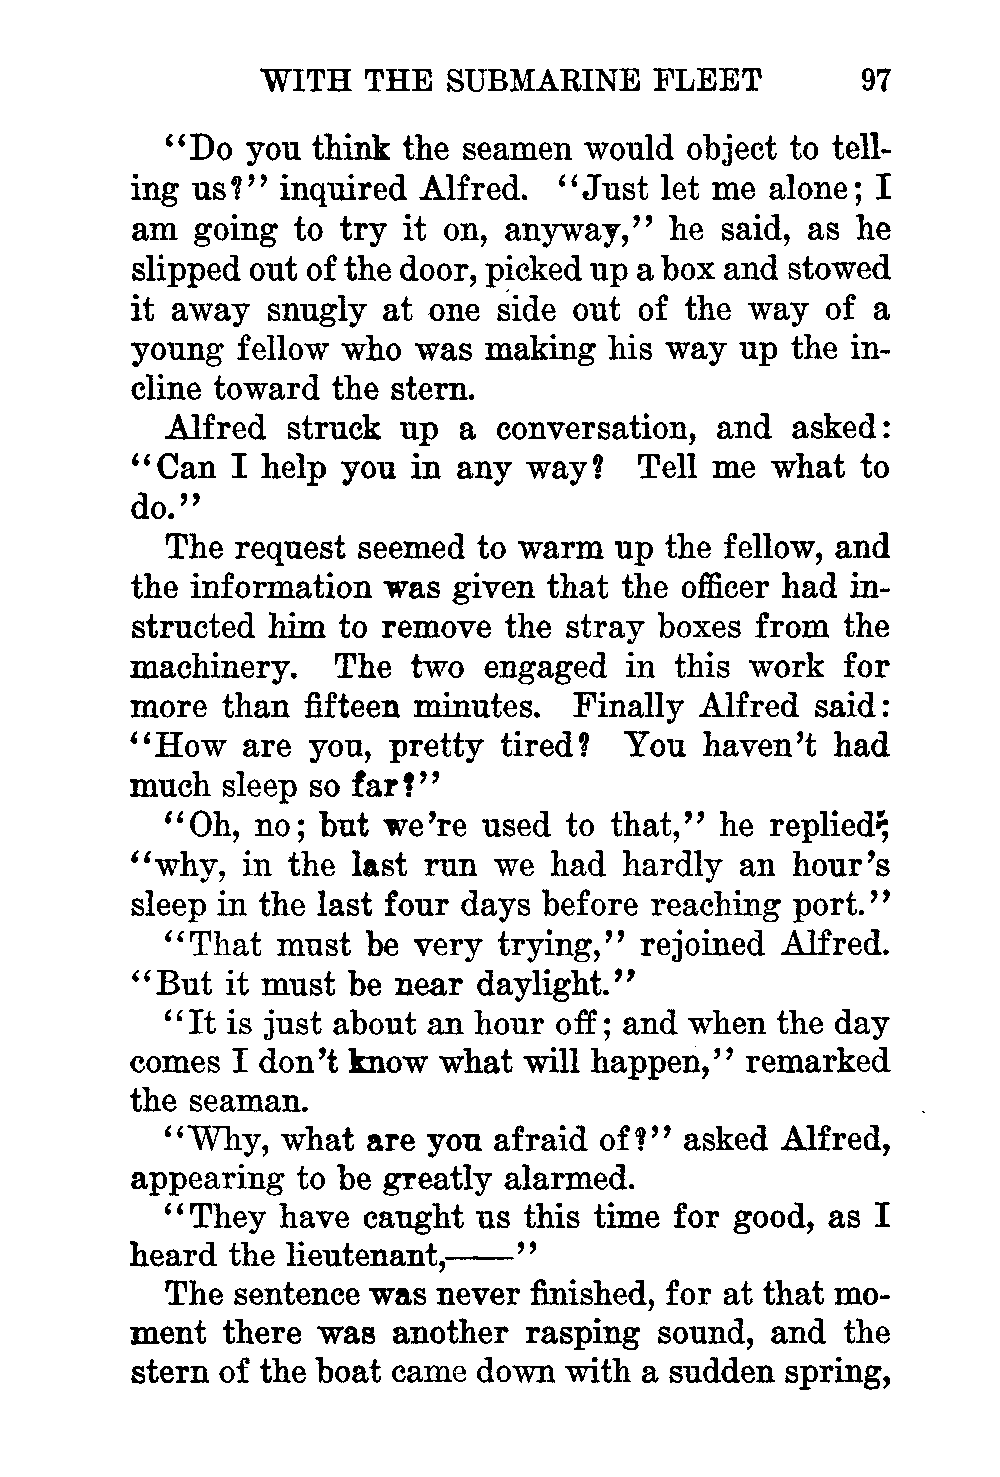 WITH THE SUBMARINE FLEET 97
"Do you think the seamen would object to tell-
ing us?" inquired Alfred. "Just let me alone; I
am going to try it on, anyway," he said, as he
slipped out of the door, picked up a box and stowed
it away snugly at one side out of the way of a
young fellow who was making his way up the in-
cline toward the stern.
Alfred struck up a conversation, and asked:
"Can I help you in any way? Tell me what to
do."
The request seemed to warm up the fellow, and
the information was given that the officer had in-
structed him to remove the stray boxes from the
machinery. The two engaged in this work for
more than fifteen minutes. Finally Alfred said:
"How are you, pretty tired? You haven't had
much sleep so far?"
"Oh, no; but we're used to that," he replied;
"why, in the last run we had hardly an hour's
sleep in the last four days before reaching port."
"That must be very trying," rejoined Alfred.
"But it must be near daylight."
"It is just about an hour off; and when the day
comes I don't know what will happen," remarked
the seaman.
"Why, what are you afraid of?" asked Alfred,
appearing to be greatly alarmed.
"They have caught us this time for good, as I
heard the lieutenant,——"
The sentence was never finished, for at that mo-
ment there was another rasping sound, and the
stern of the boat came down with a sudden spring,